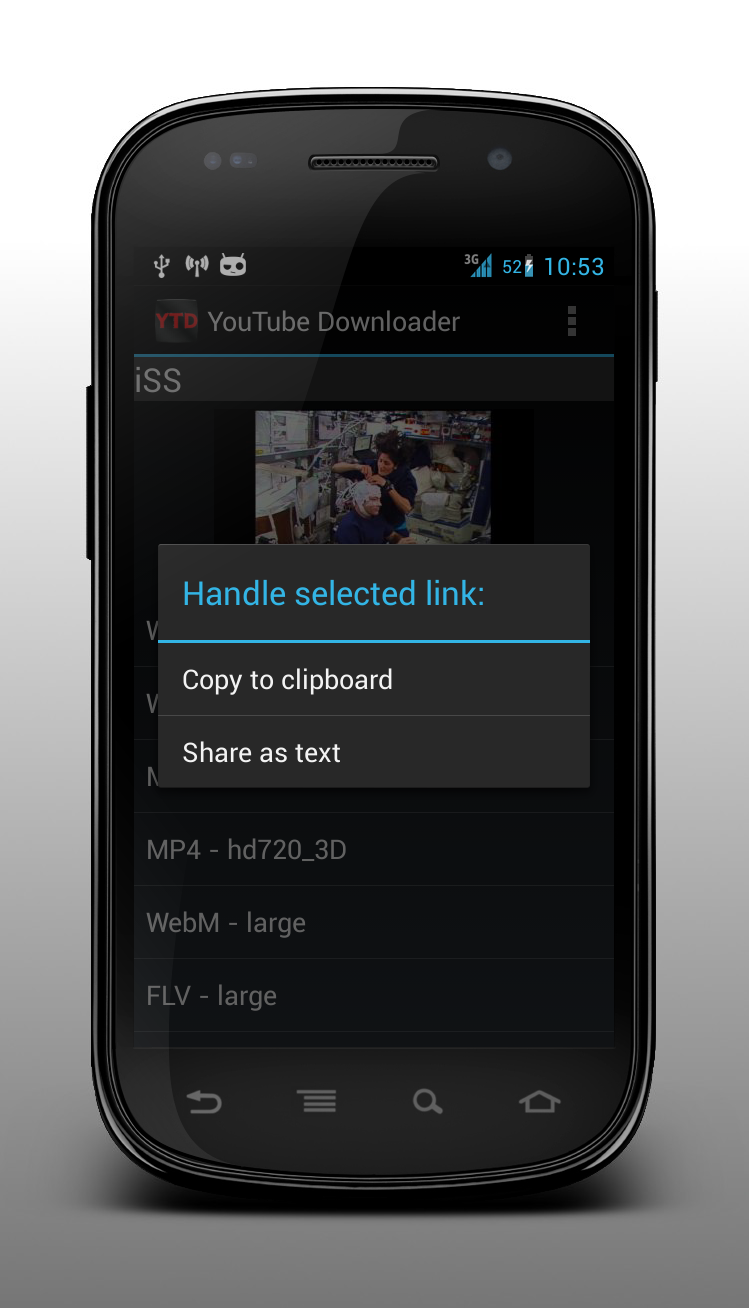 3G 52 10:53
YTD YouTube Downloader
iSS
Handle selected link:
W
Copy to clipboard
W
Share as text
M
MP4 - hd720_3D
WebM - large
FLV - large